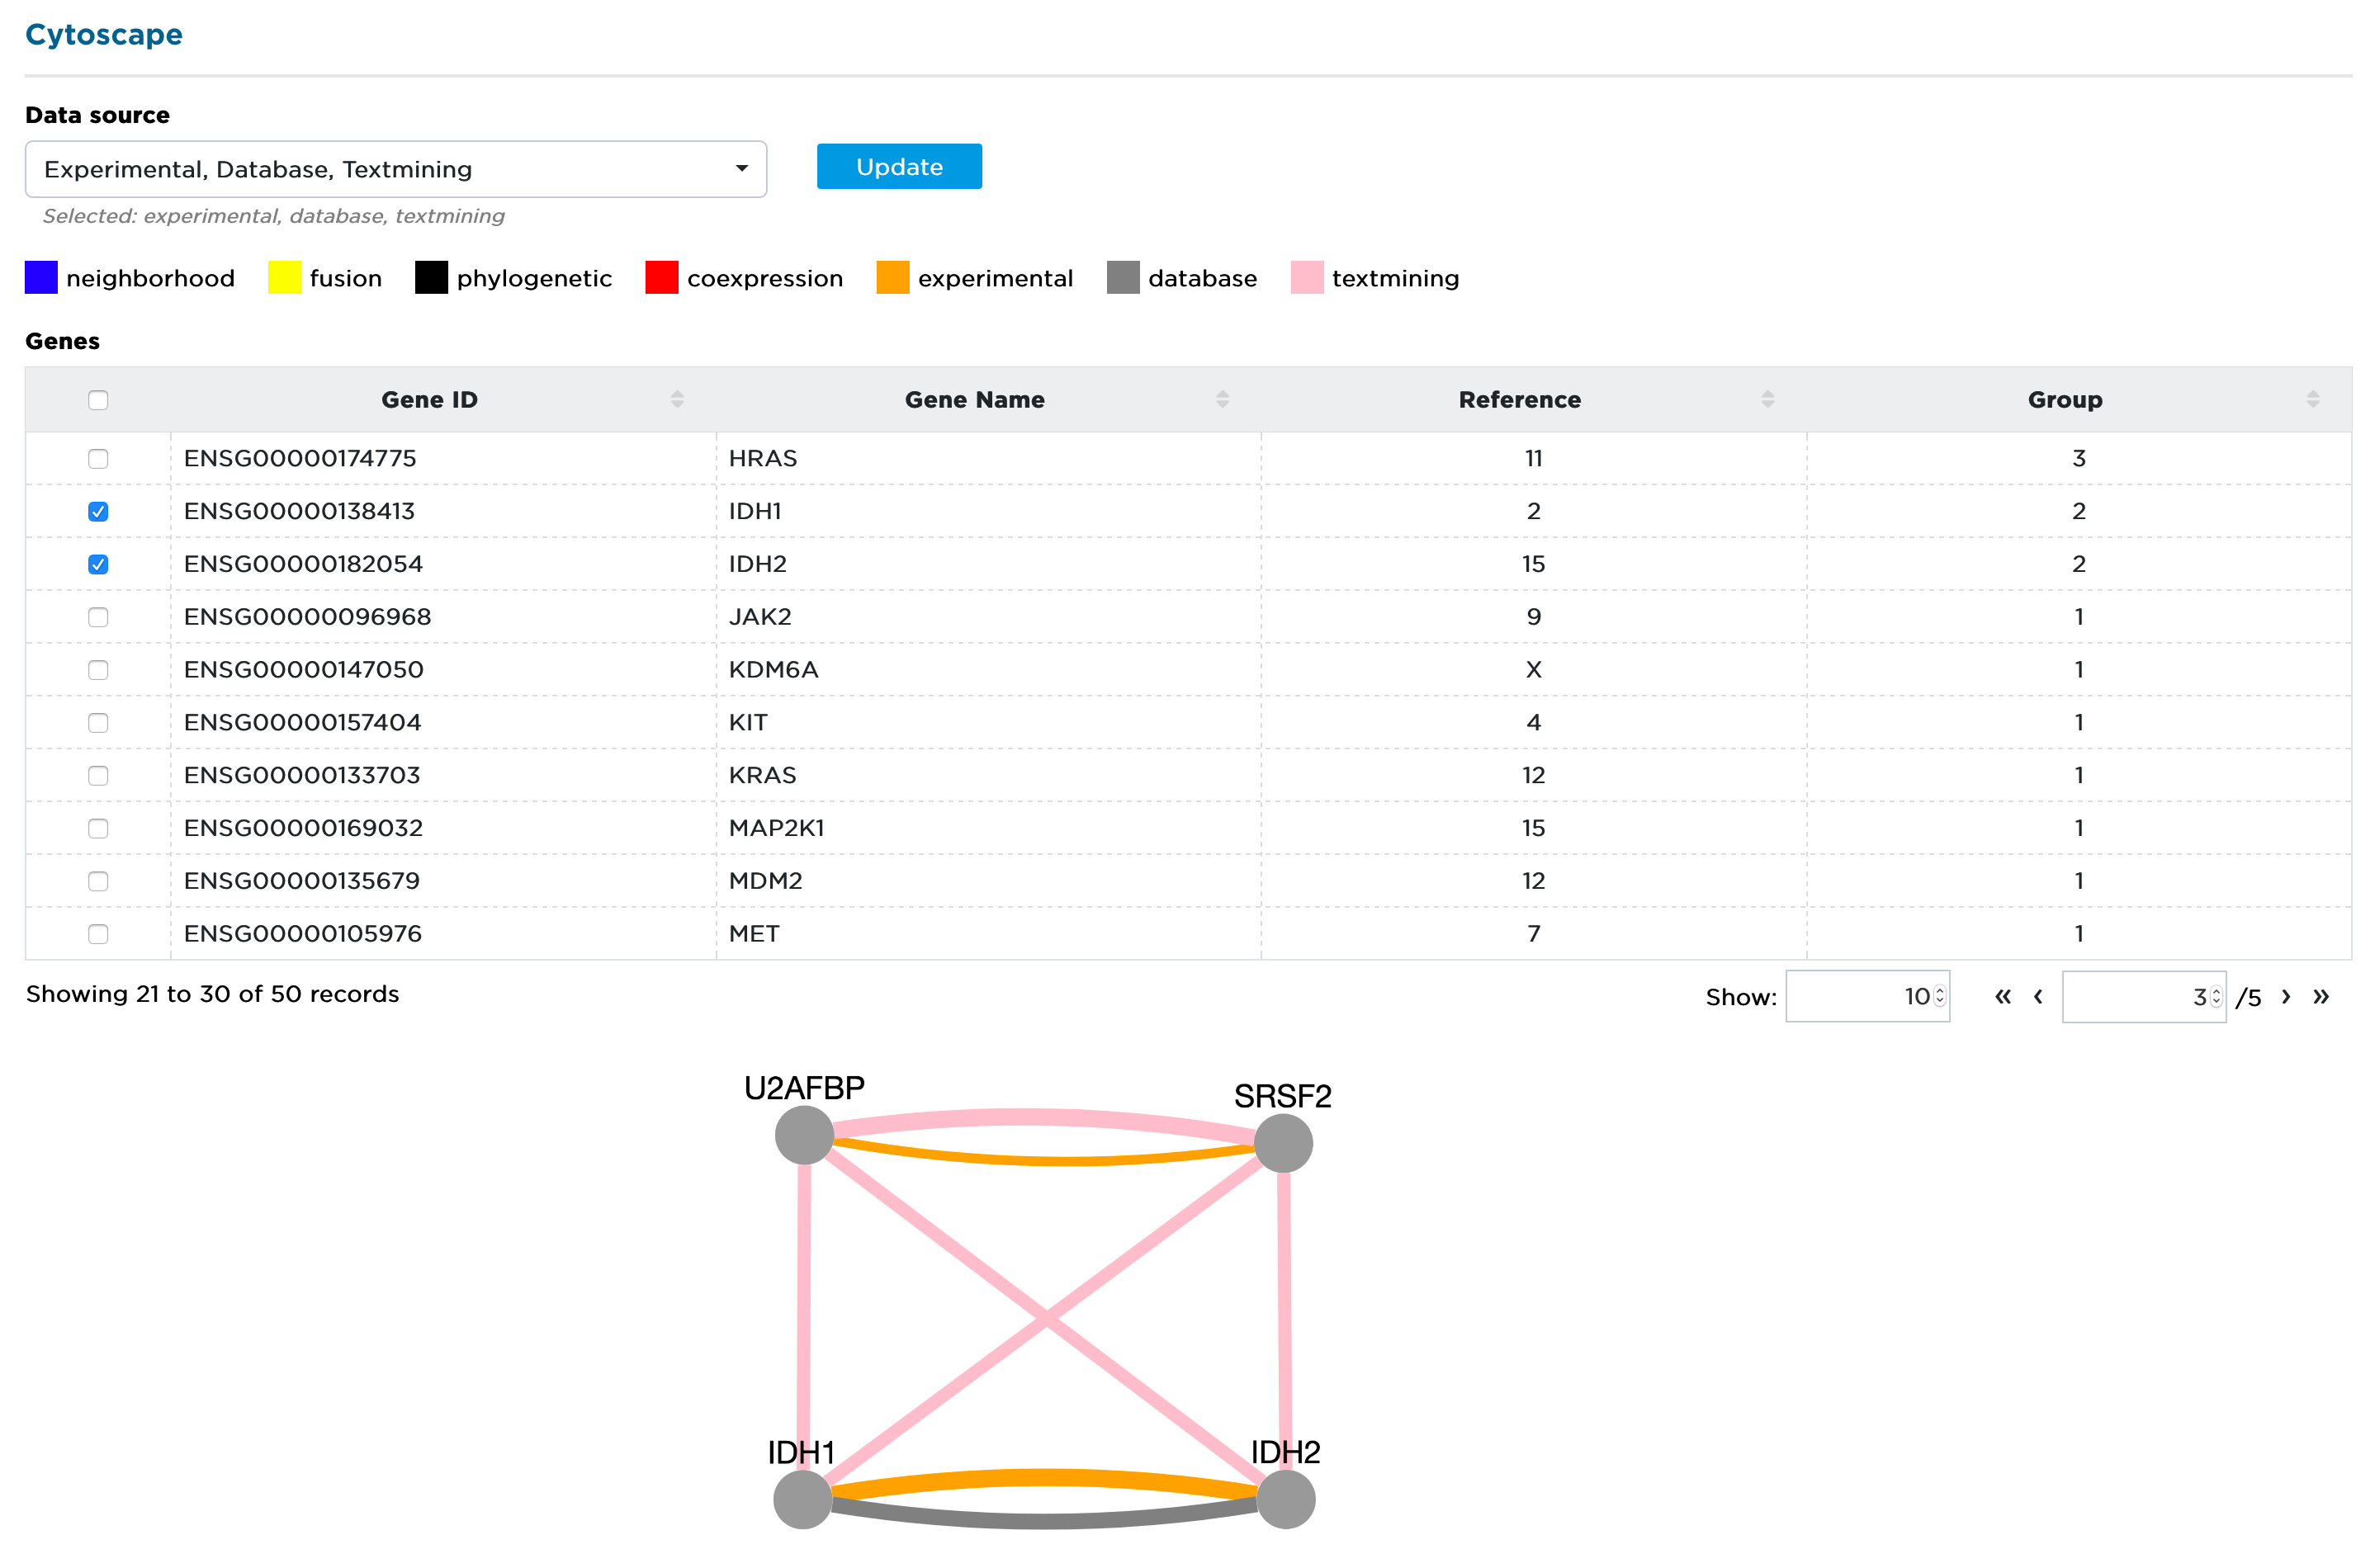 Cytoscape
Data source
Experimental, Database, Textmining
Update
Selected: experimental, database, textmining
neighborhood fusion phylogenetic coexpression experimental database textmining
Genes
Gene ID Gene Name Reference Group
ENSG00000174775 HRAS 11 3
ENSG00000138413 IDH1 2 2
ENSG00000182054 IDH2 15 2
ENSG00000096968 JAK2 9 1
ENSG00000147050 KDM6A X 1
ENSG00000157404 KIT 4 1
ENSG00000133703 KRAS 12 1
ENSG00000169032 MAP2K1 15 1
ENSG00000135679 MDM2 12 1
ENSG00000105976 MET 7 1
Showing 21 to 30 of 50 records Show: 10 « ‹ 3 /5 › »
U2AFBP SRSF2
IDH1 IDH2